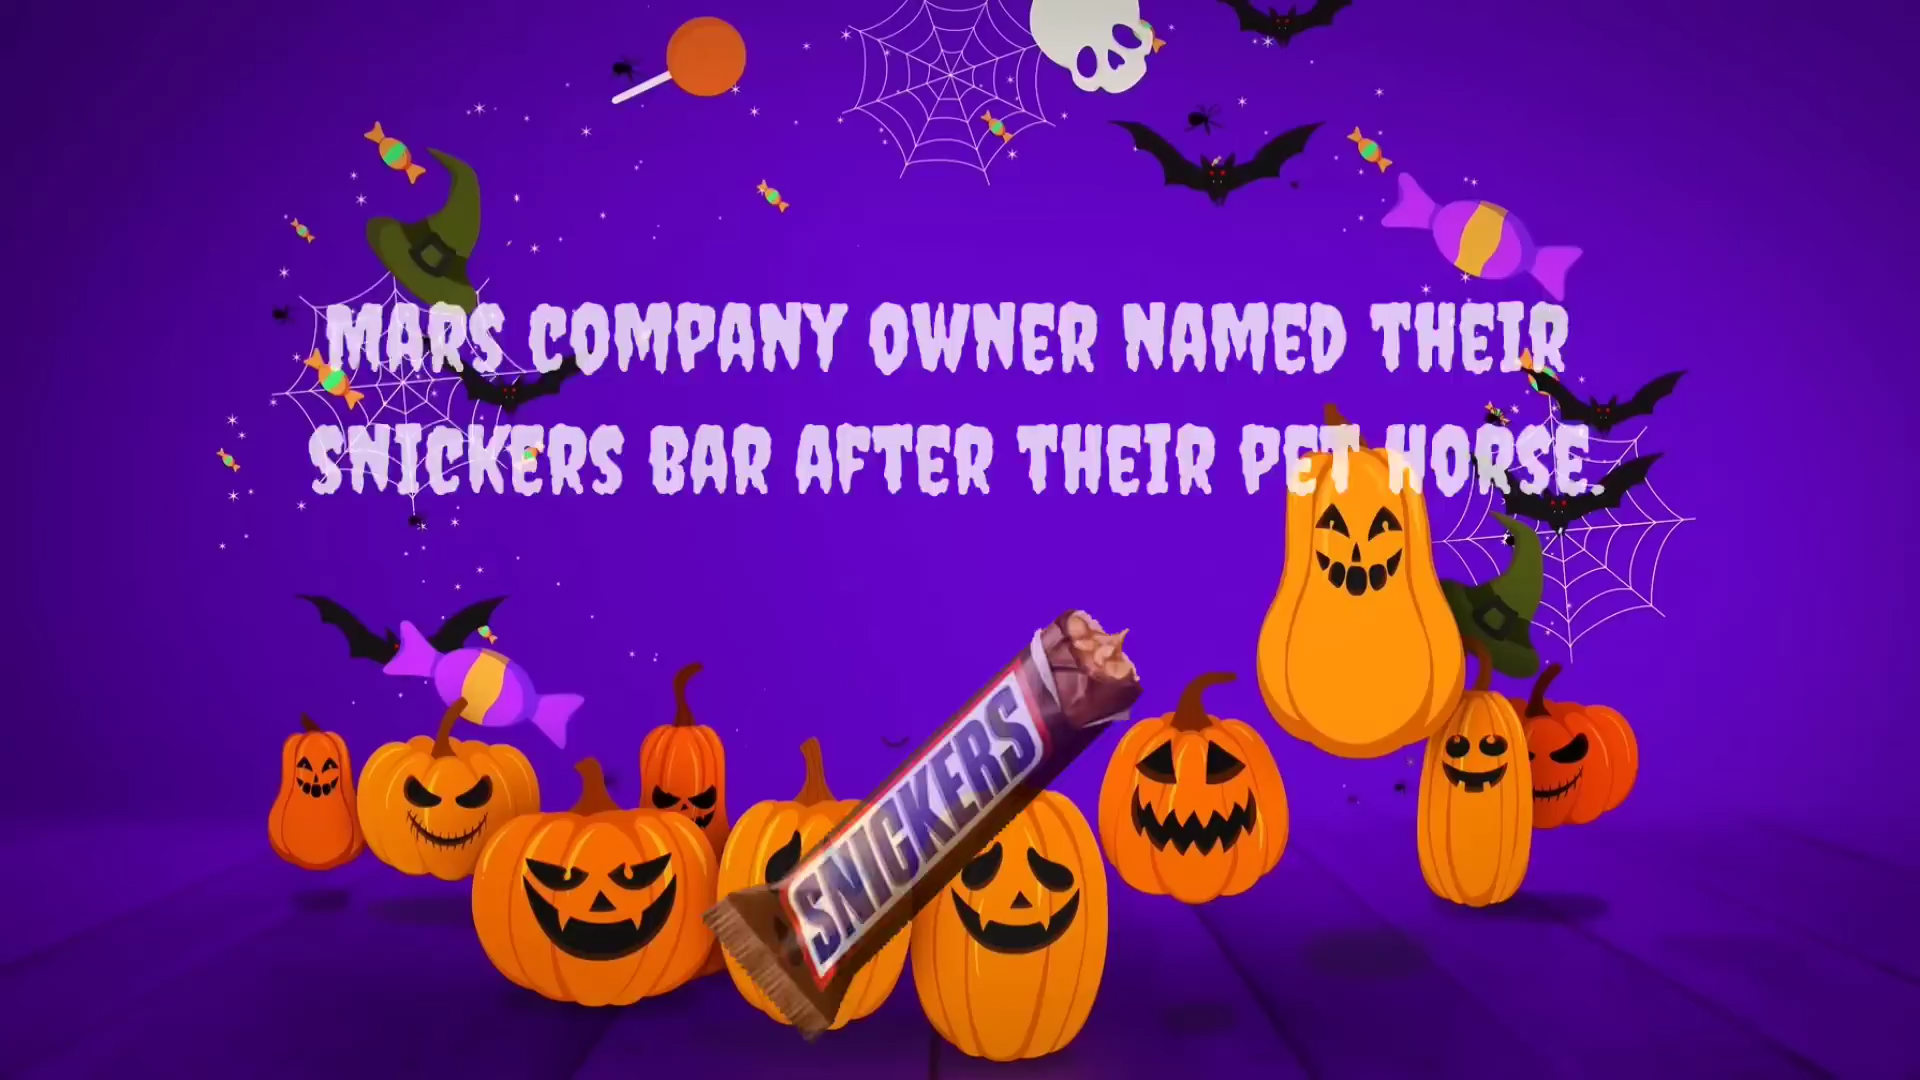 MARS COMPANY OWNER NAMED THEIR
SNICKERS BAR AFTER THEIR PET HORSE.
SNICKERS